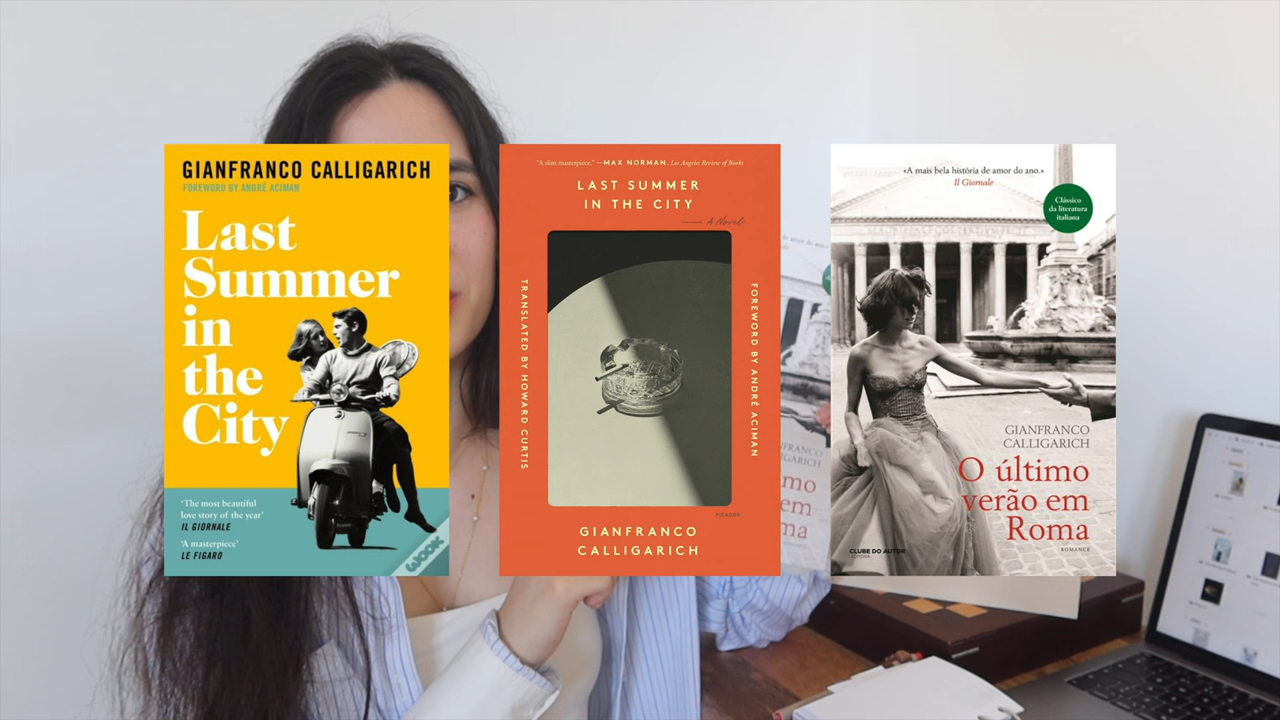 GIANFRANCO CALLIGARICH
FOREWORD BY ANDRÉ ACIMAN
Last
Summer
in
the
City
'The most beautiful
love story of the year'
IL GIORNALE
'A masterpiece'
LE FIGARO
wook
"A slim masterpiece." —MAX NORMAN, Los Angeles Review of Books
LAST SUMMER
IN THE CITY
A Novel
TRANSLATED BY HOWARD CURTIS
FOREWORD BY ANDRÉ ACIMAN
PICADOR
GIANFRANCO
CALLIGARICH
«A mais bela história de amor do ano.»
Il Giornale
Clássico
da literatura
italiana
GIANFRANCO
CALLIGARICH
O último
verão em
Roma
ROMANCE
CLUBE DO AUTOR
EDITORA